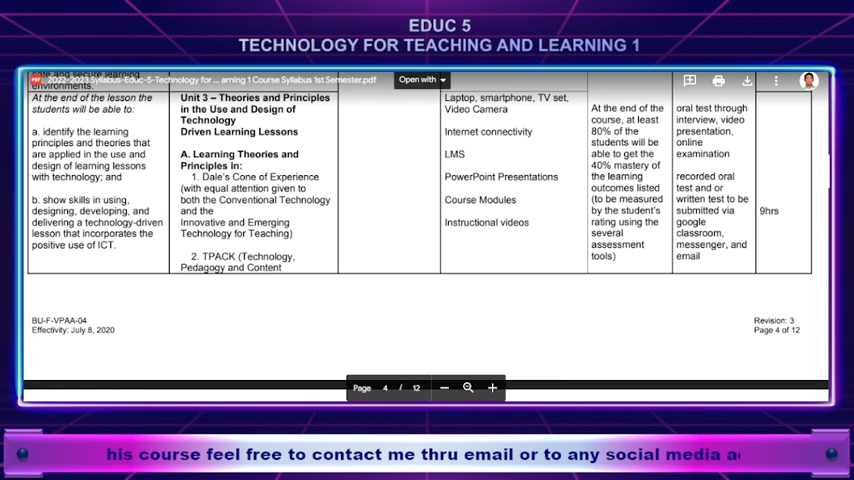 EDUC 5
TECHNOLOGY FOR TEACHING AND LEARNING 1
2022-2023 Syllabus-Educ-5-Technology for ... arning 1 Course Syllabus 1st Semester.pdf
Open with
and secure learning
environments.
At the end of the lesson the
students will be able to:
a. identify the learning
principles and theories that
are applied in the use and
design of learning lessons
with technology; and
b. show skills in using,
designing, developing, and
delivering a technology-driven
lesson that incorporates the
positive use of ICT.
Unit 3 – Theories and Principles
in the Use and Design of
Technology
Driven Learning Lessons
A. Learning Theories and
Principles in:
1. Dale's Cone of Experience
(with equal attention given to
both the Conventional Technology
and the
Innovative and Emerging
Technology for Teaching)
2. TPACK (Technology,
Pedagogy and Content
Laptop, smartphone, TV set,
Video Camera
Internet connectivity
LMS
PowerPoint Presentations
Course Modules
Instructional videos
At the end of the
course, at least
80% of the
students will be
able to get the
40% mastery of
the learning
outcomes listed
(to be measured
by the student's
rating using the
several
assessment
tools)
oral test through
interview, video
presentation,
online
examination
recorded oral
test and or
written test to be
submitted via
google
classroom,
messenger, and
email
9hrs
BU-F-VPAA-04
Effectivity: July 8, 2020
Revision: 3
Page 4 of 12
Page 4 / 12
his course feel free to contact me thru email or to any social media a